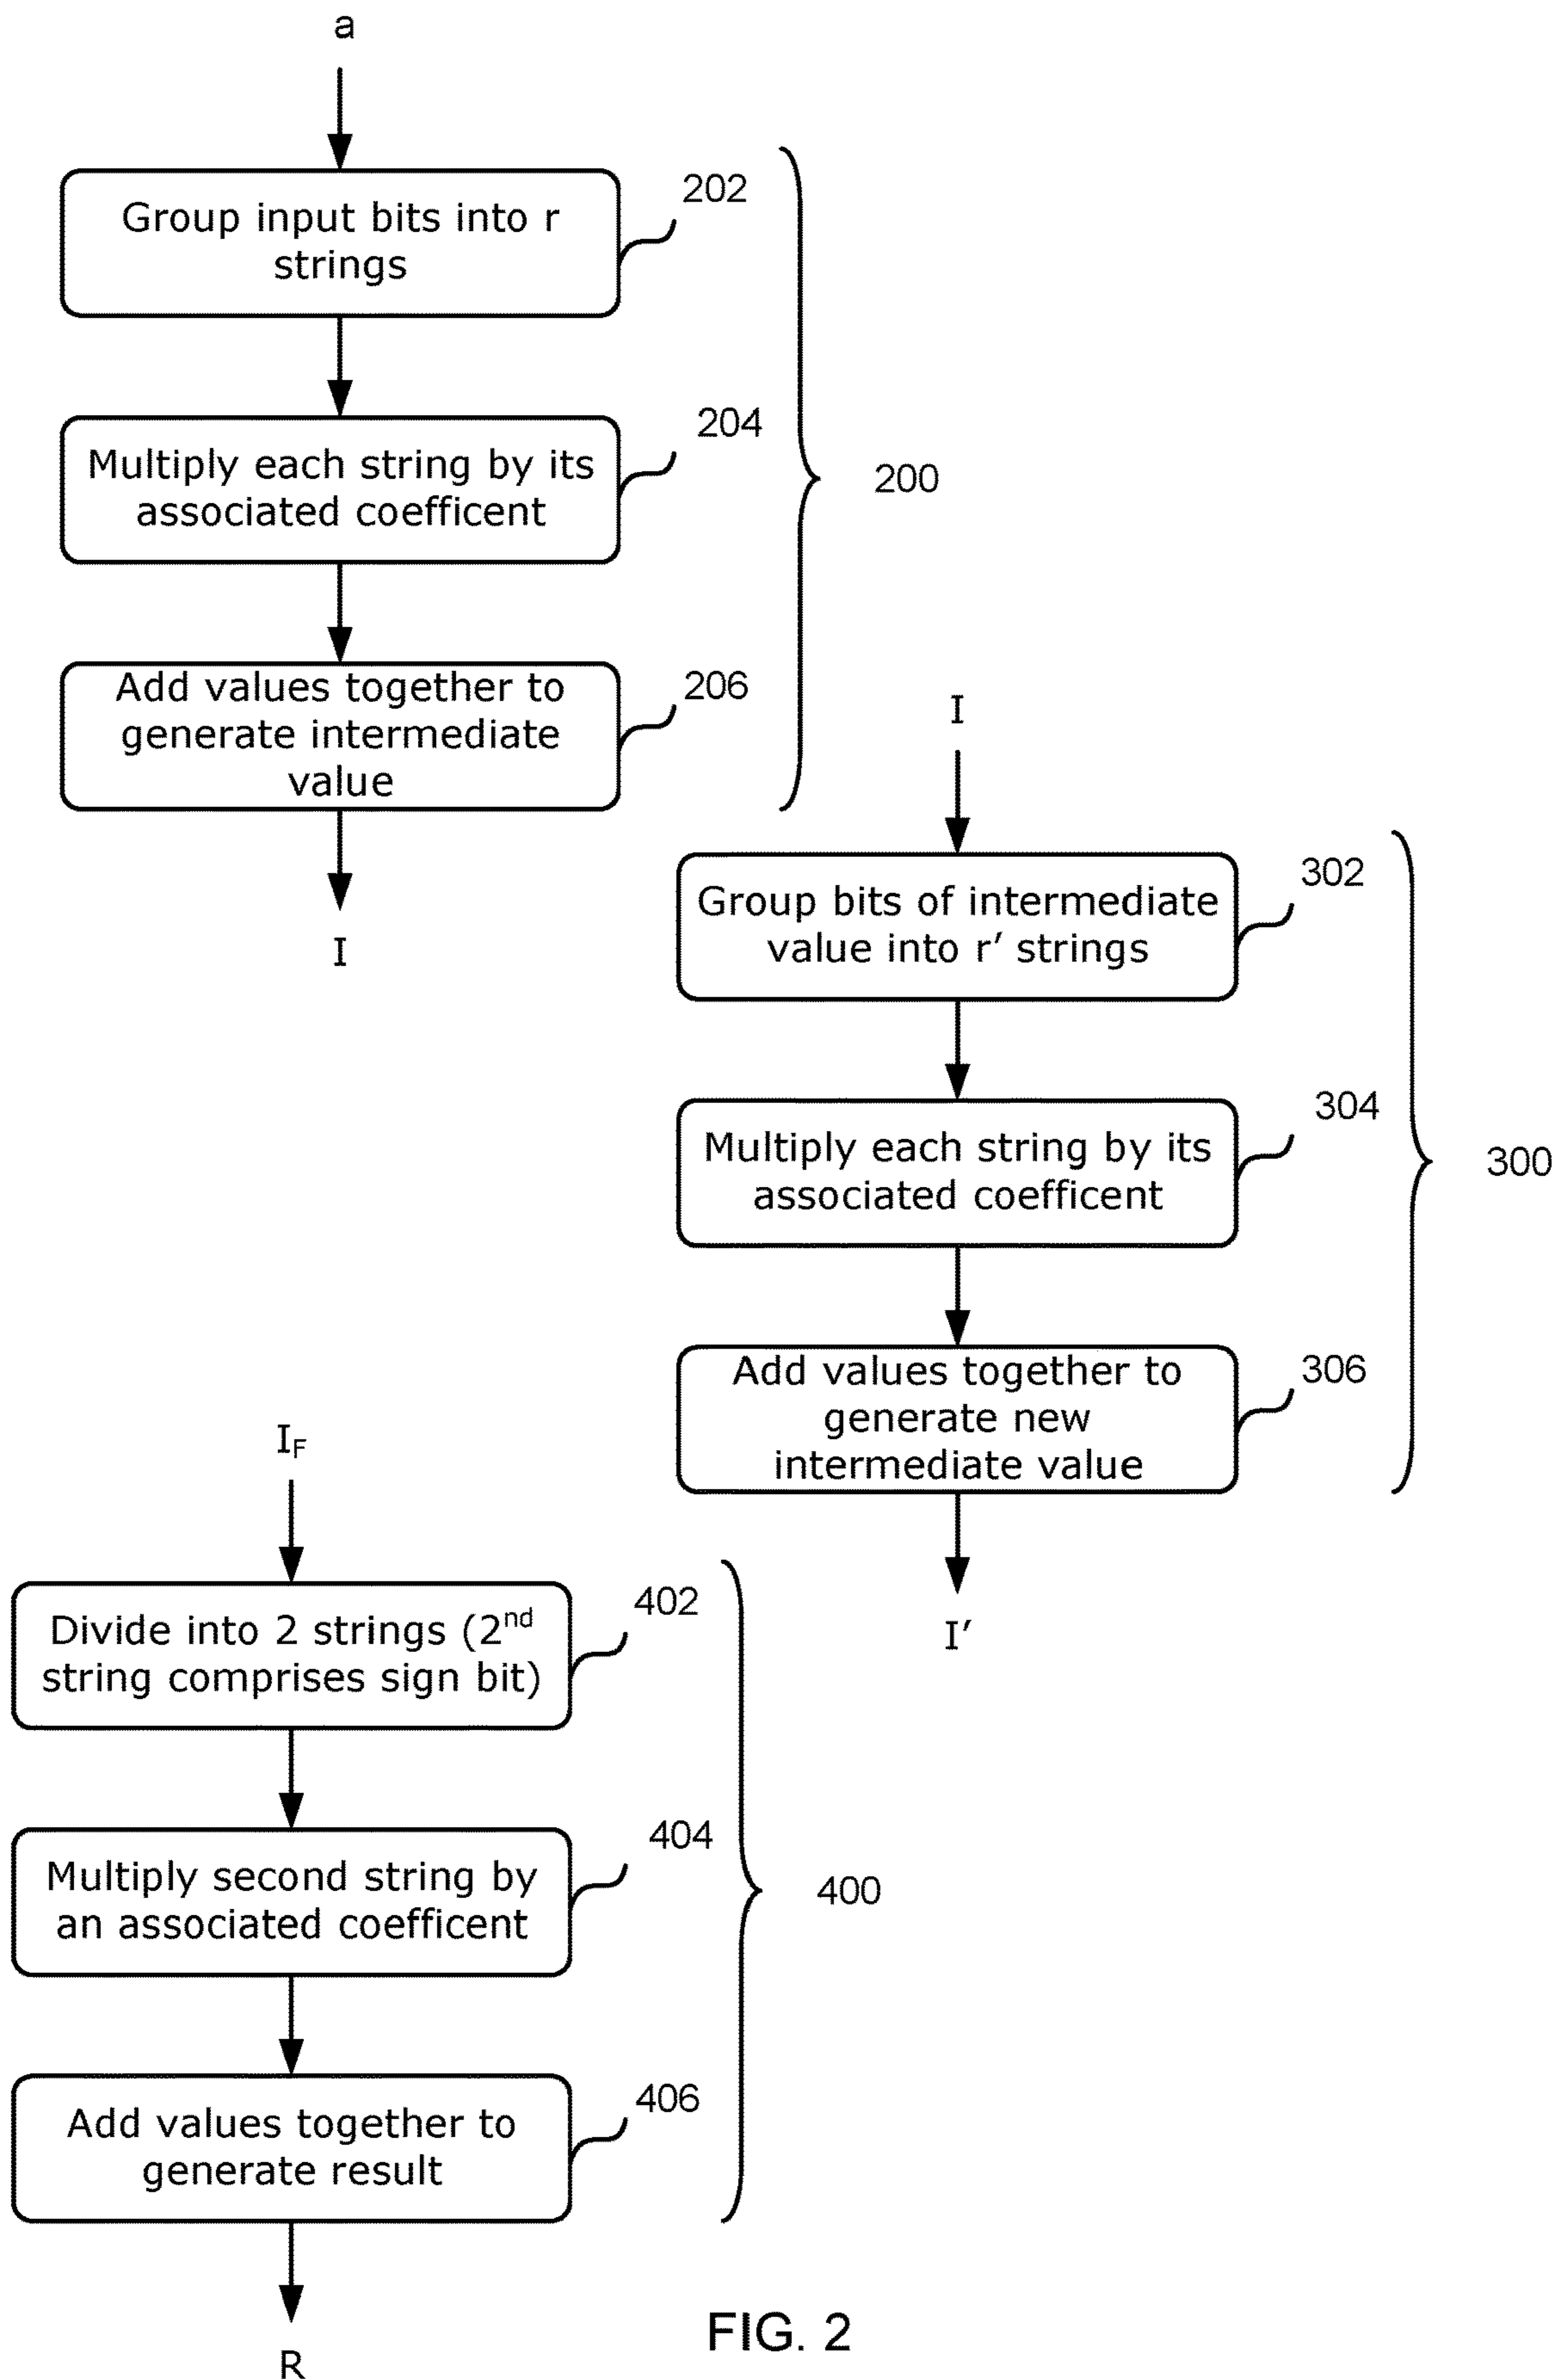 a
Group input bits into r
strings
202
Multiply each string by its
associated coefficent
204
Add values together to
generate intermediate
value
206
200
I
I
Group bits of intermediate
value into r’ strings
302
Multiply each string by its
associated coefficent
304
Add values together to
generate new
intermediate value
306
300
I’
IF
Divide into 2 strings (2nd
string comprises sign bit)
402
Multiply second string by
an associated coefficent
404
Add values together to
generate result
406
400
R
FIG. 2